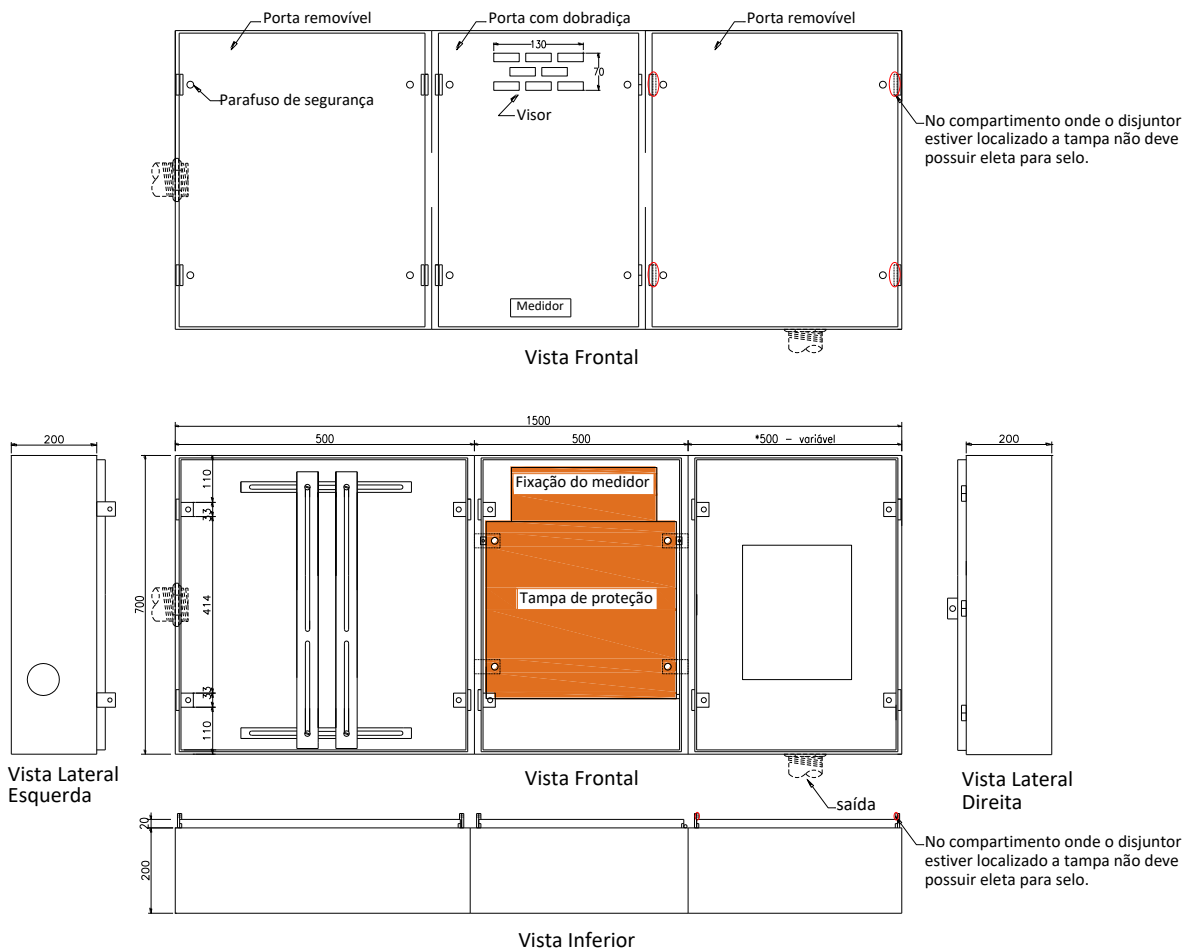 Porta removível
Porta com dobradiça
Porta removível
130
70
Parafuso de segurança
Visor
No compartimento onde o disjuntor
estiver localizado a tampa não deve
possuir eleta para selo.
Medidor
Vista Frontal
1500
200
500
500
*500 - variável
200
110
33
414
33
110
700
Fixação do medidor
Tampa de proteção
Vista Lateral
Esquerda
Vista Frontal
Vista Lateral
Direita
saída
20
200
No compartimento onde o disjuntor
estiver localizado a tampa não deve
possuir eleta para selo.
Vista Inferior